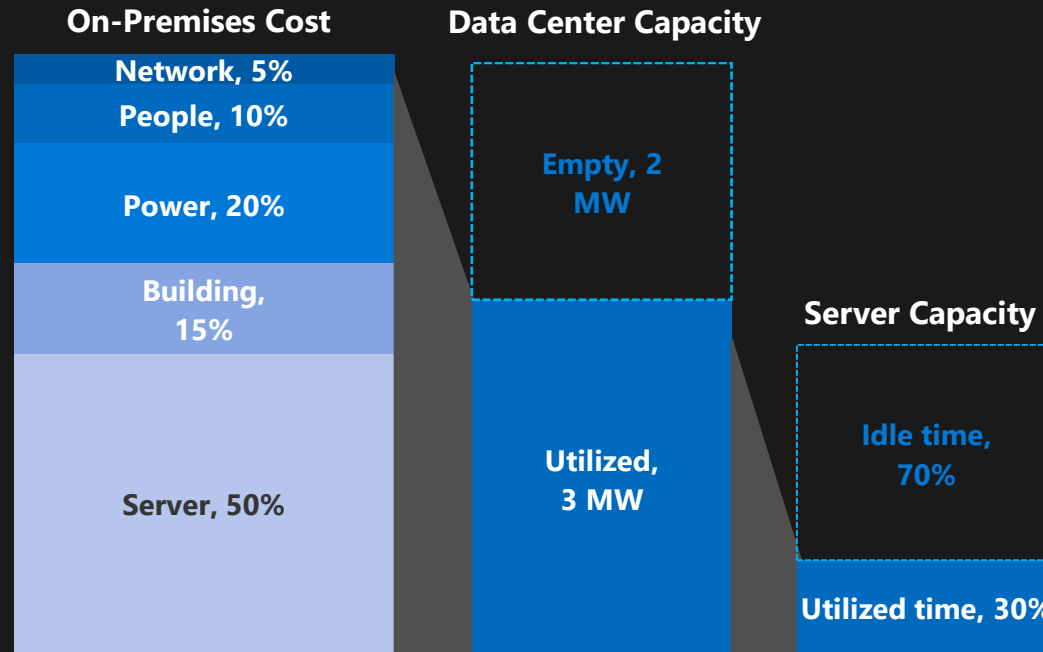 On-Premises Cost
Network, 5%
People, 10%
Power, 20%
Building,
15%
Server, 50%
Data Center Capacity
Empty, 2
MW
Utilized,
3 MW
Server Capacity
Idle time,
70%
Utilized time, 30%